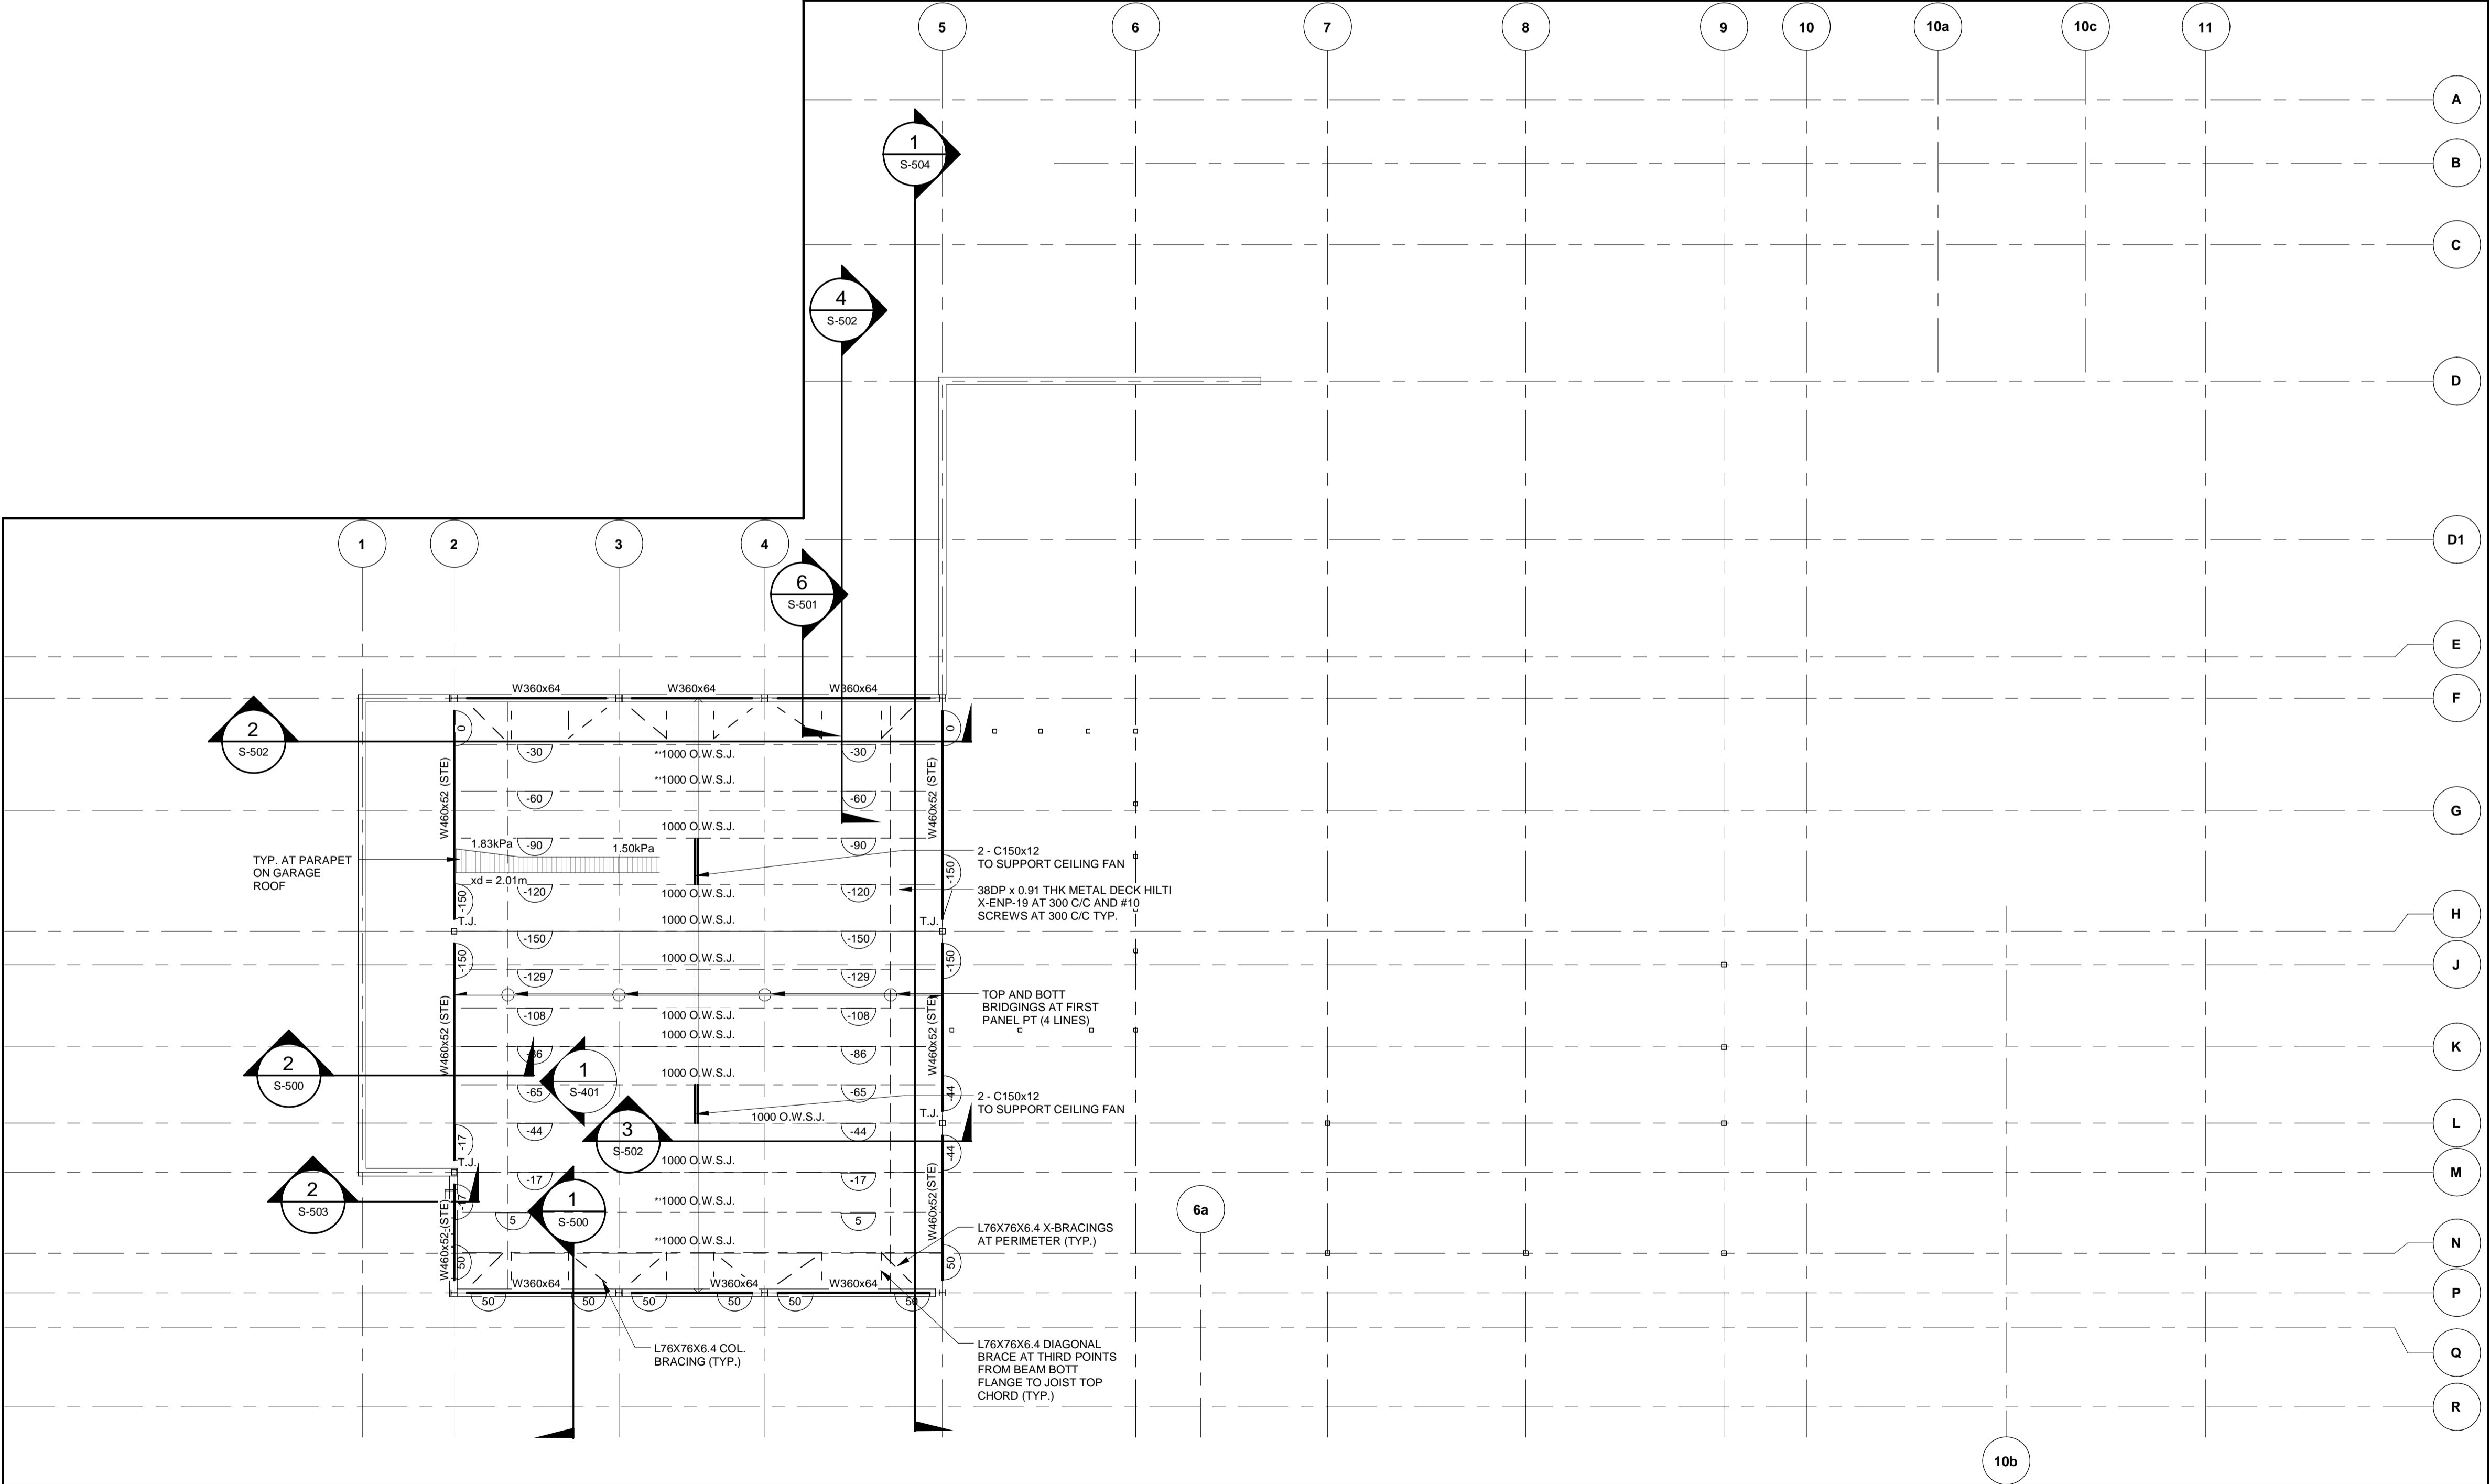 5
6
7
8
9
10
10a
10c
11
A
1
S-504
B
C
4
S-502
D
1
2
3
4
D1
6
S-501
E
W360x64
W360x64
W360x64
F
2
S-502
0
0
-30
**1000 O.W.S.J.
-30
W460x52 (STE)
**1000 O.W.S.J.
W460x52 (STE)
-60
-60
G
1000 O.W.S.J.
1.83kPa
-90
1.50kPa
-90
TYP. AT PARAPET
ON GARAGE
ROOF
2 - C150x12
TO SUPPORT CEILING FAN
xd = 2.01m
-150
-120
1000 O.W.S.J.
-120
-150
38DP x 0.91 THK METAL DECK HILTI
X-ENP-19 AT 300 C/C AND #10
SCREWS AT 300 C/C TYP.
T.J.
1000 O.W.S.J.
T.J.
H
-150
-150
-150
1000 O.W.S.J.
-150
J
-129
-129
TOP AND BOTT
BRIDGINGS AT FIRST
PANEL PT (4 LINES)
W460x52 (STE)
-108
1000 O.W.S.J.
-108
W460x52 (STE)
1000 O.W.S.J.
K
-86
-86
2
S-500
1
S-401
1000 O.W.S.J.
-65
-65
-44
2 - C150x12
TO SUPPORT CEILING FAN
1000 O.W.S.J.
T.J.
L
-44
-44
-17
3
S-502
-44
T.J.
1000 O.W.S.J.
M
-17
-17
2
S-503
-17
1
S-500
**1000 O.W.S.J.
W460x52 (STE)
W460x52 (STE)
6a
5
5
L76X76X6.4 X-BRACINGS
AT PERIMETER (TYP.)
**1000 O.W.S.J.
N
50
50
W360x64
W360x64
W360x64
P
50
50
50
50
50
50
L76X76X6.4 COL.
BRACING (TYP.)
L76X76X6.4 DIAGONAL
BRACE AT THIRD POINTS
FROM BEAM BOTT
FLANGE TO JOIST TOP
CHORD (TYP.)
Q
R
10b